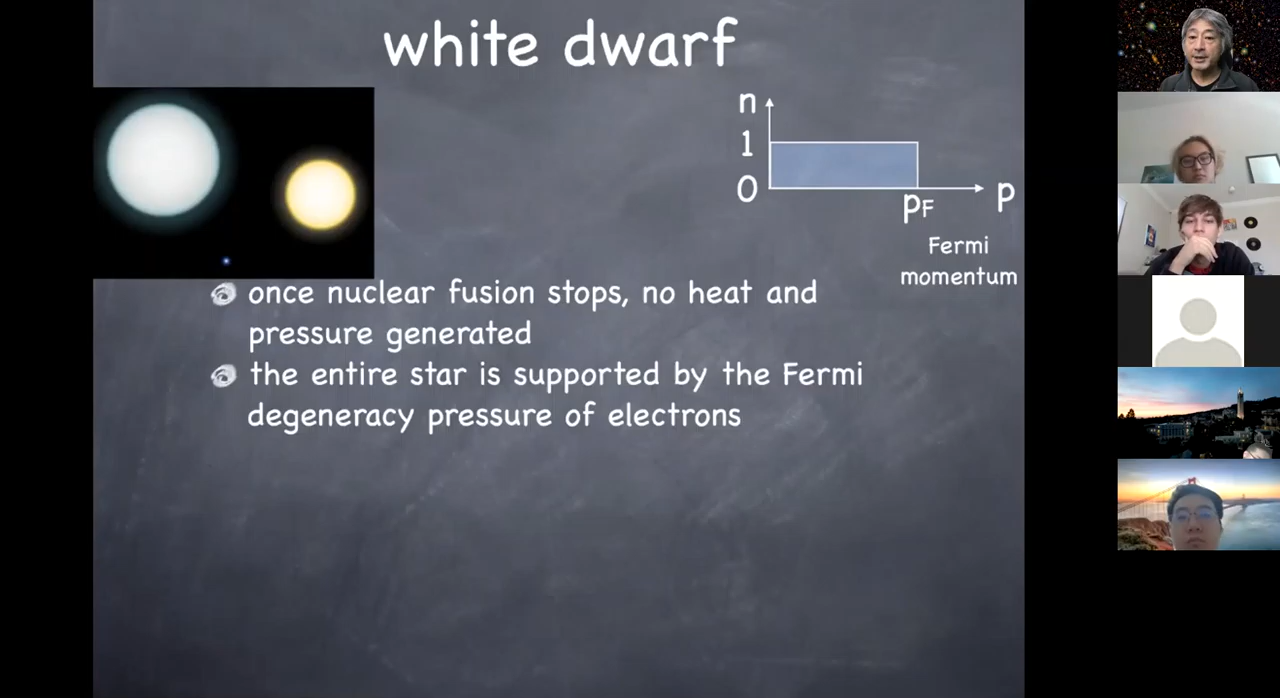 white dwarf
n
1
0
pF
p
Fermi
momentum
once nuclear fusion stops, no heat and
pressure generated
the entire star is supported by the Fermi
degeneracy pressure of electrons